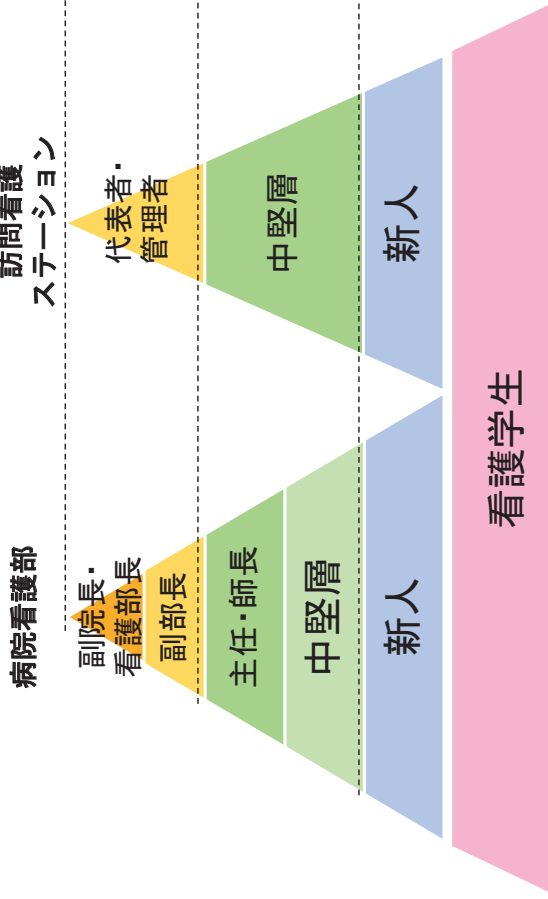 病院看護部
訪問看護
ステーション
副院長・
看護部長
副部長
主任・師長
中堅層
新人
代表者・
管理者
中堅層
新人
看護学生